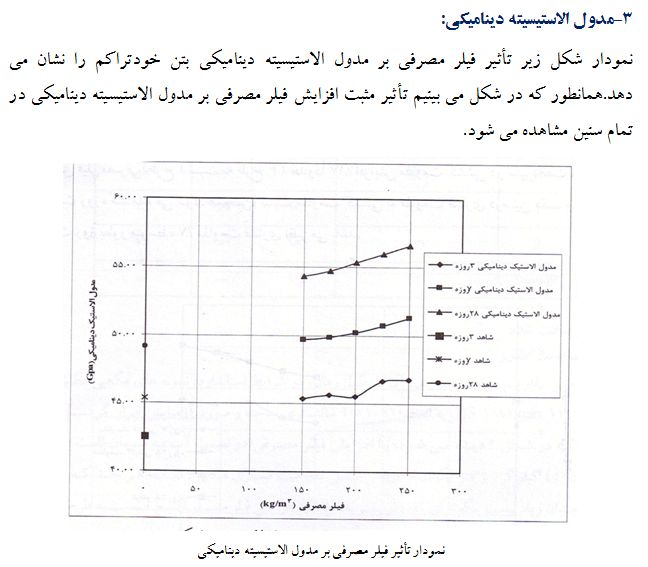 ۳-مدول الاستیسیته دینامیکی:
نمودار شکل زیر تأثیر فیلر مصرفی بر مدول الاستیسیته دینامیکی بتن خودتراکم را نشان می
دهد.همانطور که در شکل می بینیم تأثیر مثبت افزایش فیلر مصرفی بر مدول الاستیسیته دینامیکی در
تمام سنین مشاهده می شود.
۶۰.۰۰
۵۵.۰۰
۵۰.۰۰
۴۵.۰۰
۴۰.۰۰
مدول الاستیک دینامیکی(Gpa)
مدول الاستیک دینامیکی ۳روزه
مدول الاستیک دینامیکی ۷روزه
مدول الاستیک دینامیکی ۲۸روزه
شاهد ۳روزه
شاهد ۷روزه
شاهد ۲۸روزه
۰ ۵۰ ۱۰۰ ۱۵۰ ۲۰۰ ۲۵۰ ۳۰۰
فیلر مصرفی (kg/m³)
نمودار تأثیر فیلر مصرفی بر مدول الاستیسیته دینامیکی